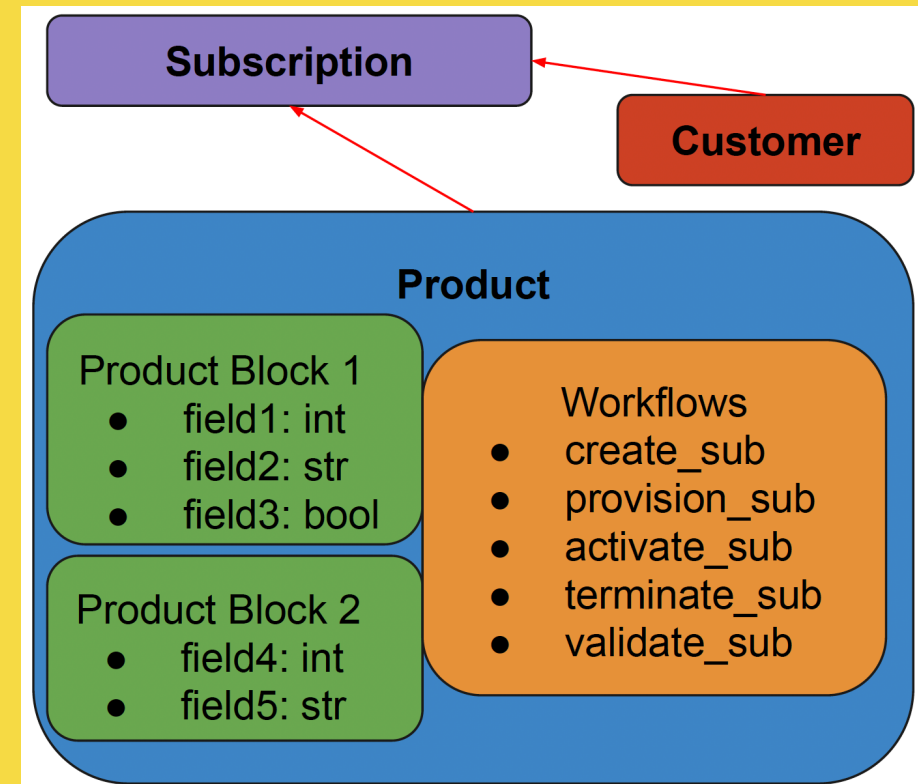 Subscription
Customer
Product
Product Block 1
● field1: int
● field2: str
● field3: bool
Product Block 2
● field4: int
● field5: str
Workflows
● create_sub
● provision_sub
● activate_sub
● terminate_sub
● validate_sub